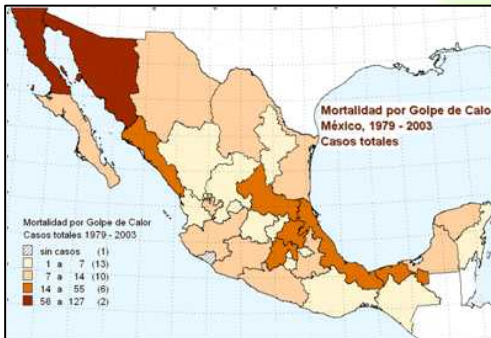 Mortalidad por Golpe de Calo
México, 1979 - 2003
Casos totales
Mortalidad por Golpe de Calor
Casos totales 1979 - 2003
sin casos (1)
1 a 7 (13)
7 a 14 (10)
14 a 55 (6)
56 a 127 (2)